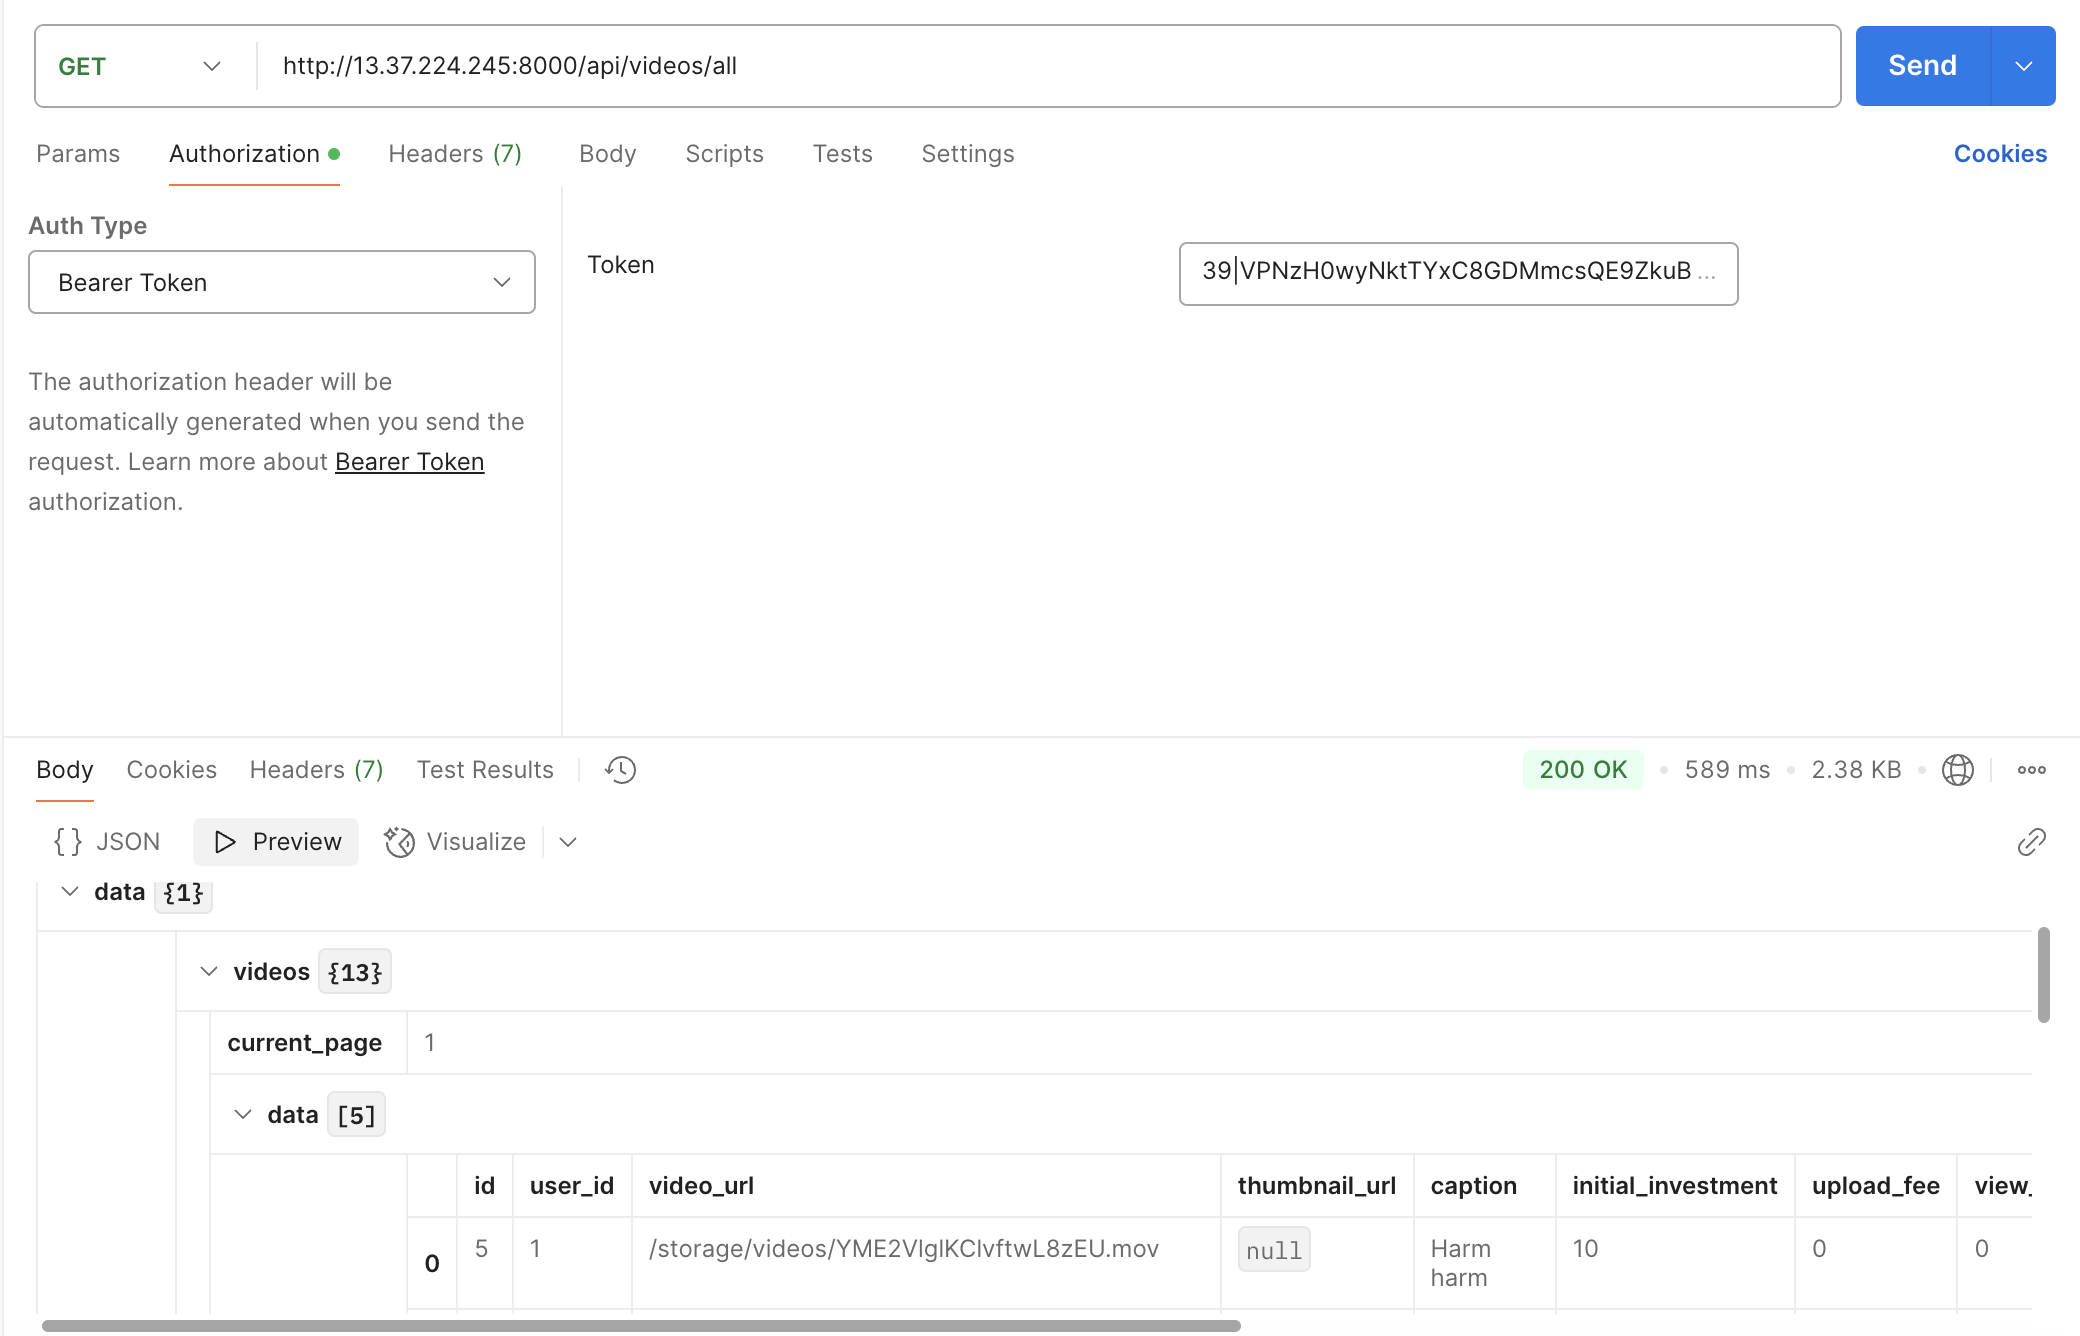 GET http://13.37.224.245:8000/api/videos/all Send
Params Authorization Headers (7) Body Scripts Tests Settings Cookies
Auth Type
Bearer Token
Token 39|VPNzH0wyNktTYxC8GDMmcsQE9ZkuB ...
The authorization header will be
automatically generated when you send the
request. Learn more about Bearer Token
authorization.
Body Cookies Headers (7) Test Results 200 OK 589 ms 2.38 KB
{} JSON Preview Visualize
data {1}
videos {13}
current_page 1
data [5]
id user_id video_url thumbnail_url caption initial_investment upload_fee view_
0 5 1 /storage/videos/YME2VlglKClvftwL8zEU.mov null Harm 10 0 0
harm